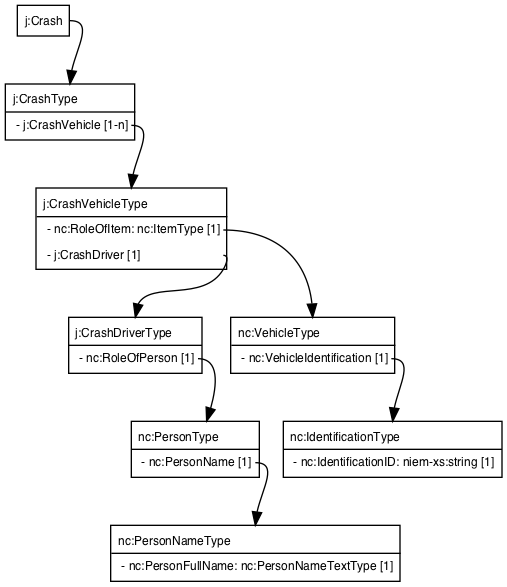 j:Crash
j:CrashType
- j:CrashVehicle [1-n]
j:CrashVehicleType
- nc:RoleOfItem: nc:ItemType [1]
- j:CrashDriver [1]
j:CrashDriverType
- nc:RoleOfPerson [1]
nc:VehicleType
- nc:VehicleIdentification [1]
nc:PersonType
- nc:PersonName [1]
nc:IdentificationType
- nc:IdentificationID: niem-xs:string [1]
nc:PersonNameType
- nc:PersonFullName: nc:PersonNameTextType [1]